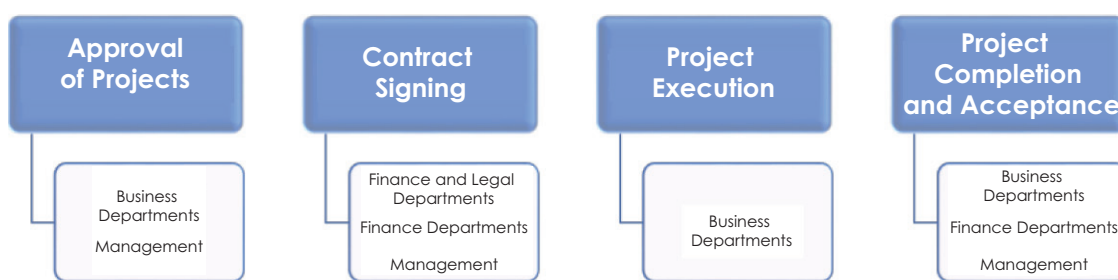 Approval
of Projects
Business
Departments
Management
Contract
Signing
Finance and Legal
Departments
Finance Departments
Management
Project
Execution
Business
Departments
Project
Completion
and Acceptance
Business
Departments
Finance Departments
Management